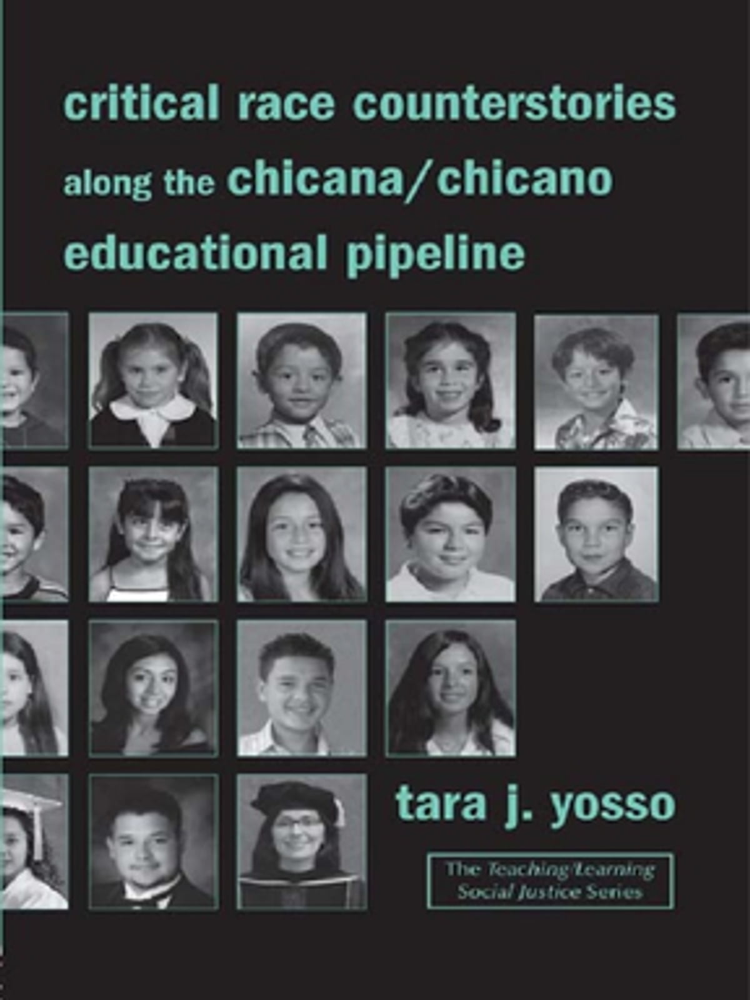 critical race counterstories
along the chicana/chicano
educational pipeline
tara j. yosso
The Teaching/Learning
Social Justice Series